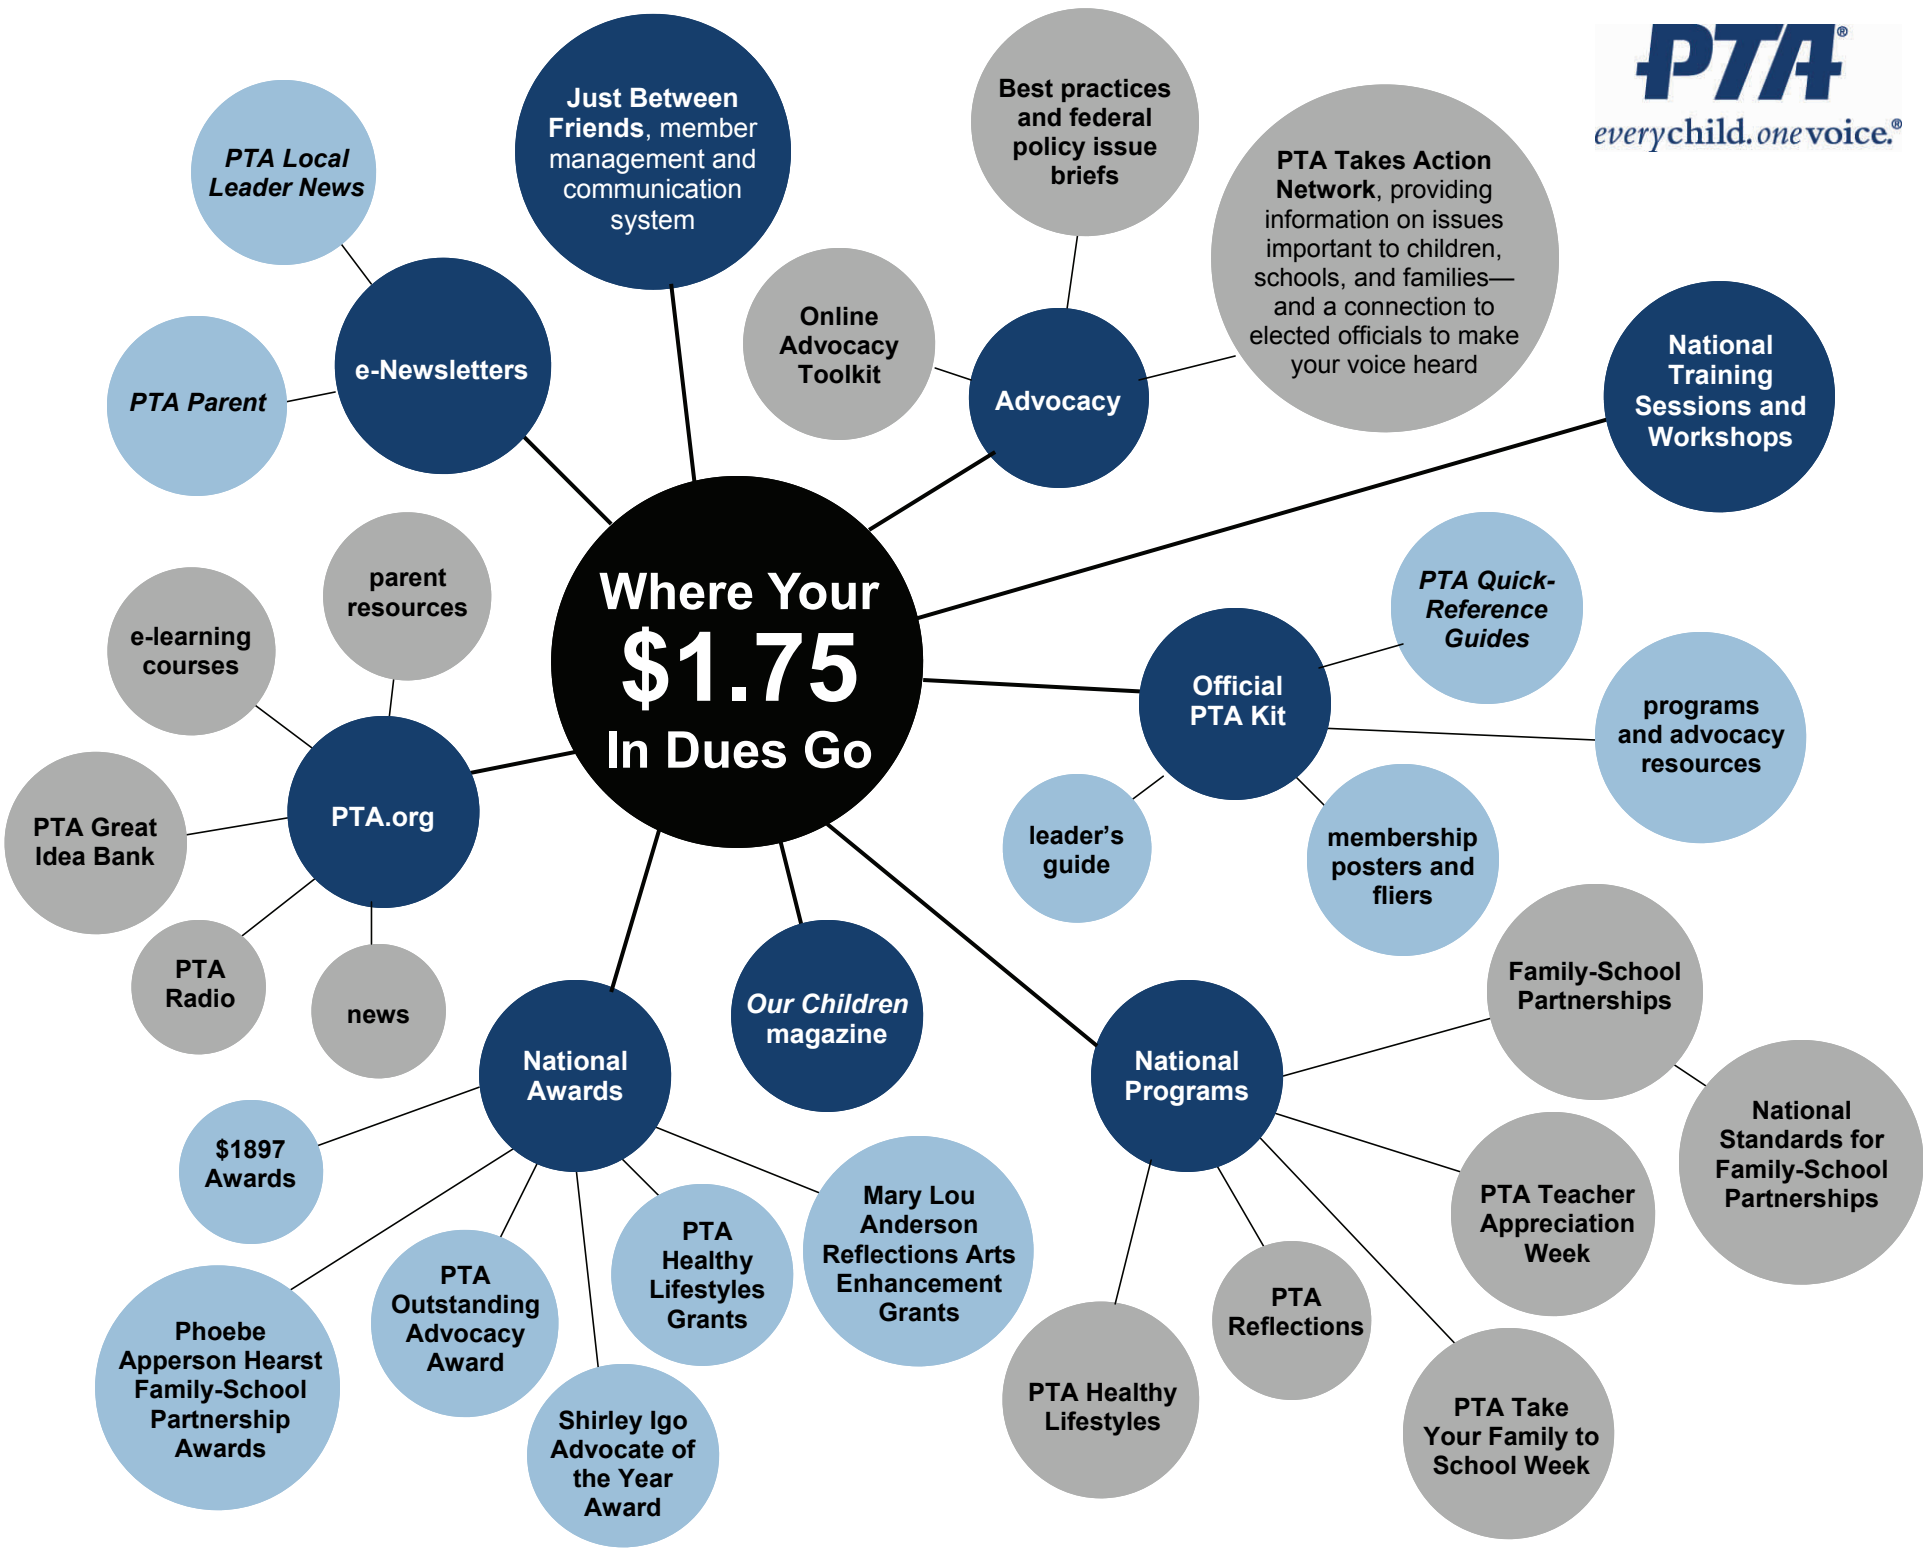 PTA®
everychild.onevoice.®
Where Your
$1.75
In Dues Go
Just Between
Friends, member
management and
communication
system
e-Newsletters
PTA Local
Leader News
PTA Parent
Advocacy
Online
Advocacy
Toolkit
Best practices
and federal
policy issue
briefs
PTA Takes Action
Network, providing
information on issues
important to children,
schools, and families—
and a connection to
elected officials to make
your voice heard
National
Training
Sessions and
Workshops
Official
PTA Kit
PTA Quick-
Reference
Guides
programs
and advocacy
resources
membership
posters and
fliers
leader’s
guide
PTA.org
parent
resources
e-learning
courses
PTA Great
Idea Bank
PTA
Radio
news
Our Children
magazine
National
Awards
$1897
Awards
Phoebe
Apperson Hearst
Family-School
Partnership
Awards
PTA
Outstanding
Advocacy
Award
Shirley Igo
Advocate of
the Year
Award
PTA
Healthy
Lifestyles
Grants
Mary Lou
Anderson
Reflections Arts
Enhancement
Grants
National
Programs
Family-School
Partnerships
National
Standards for
Family-School
Partnerships
PTA Teacher
Appreciation
Week
PTA Take
Your Family to
School Week
PTA
Reflections
PTA Healthy
Lifestyles